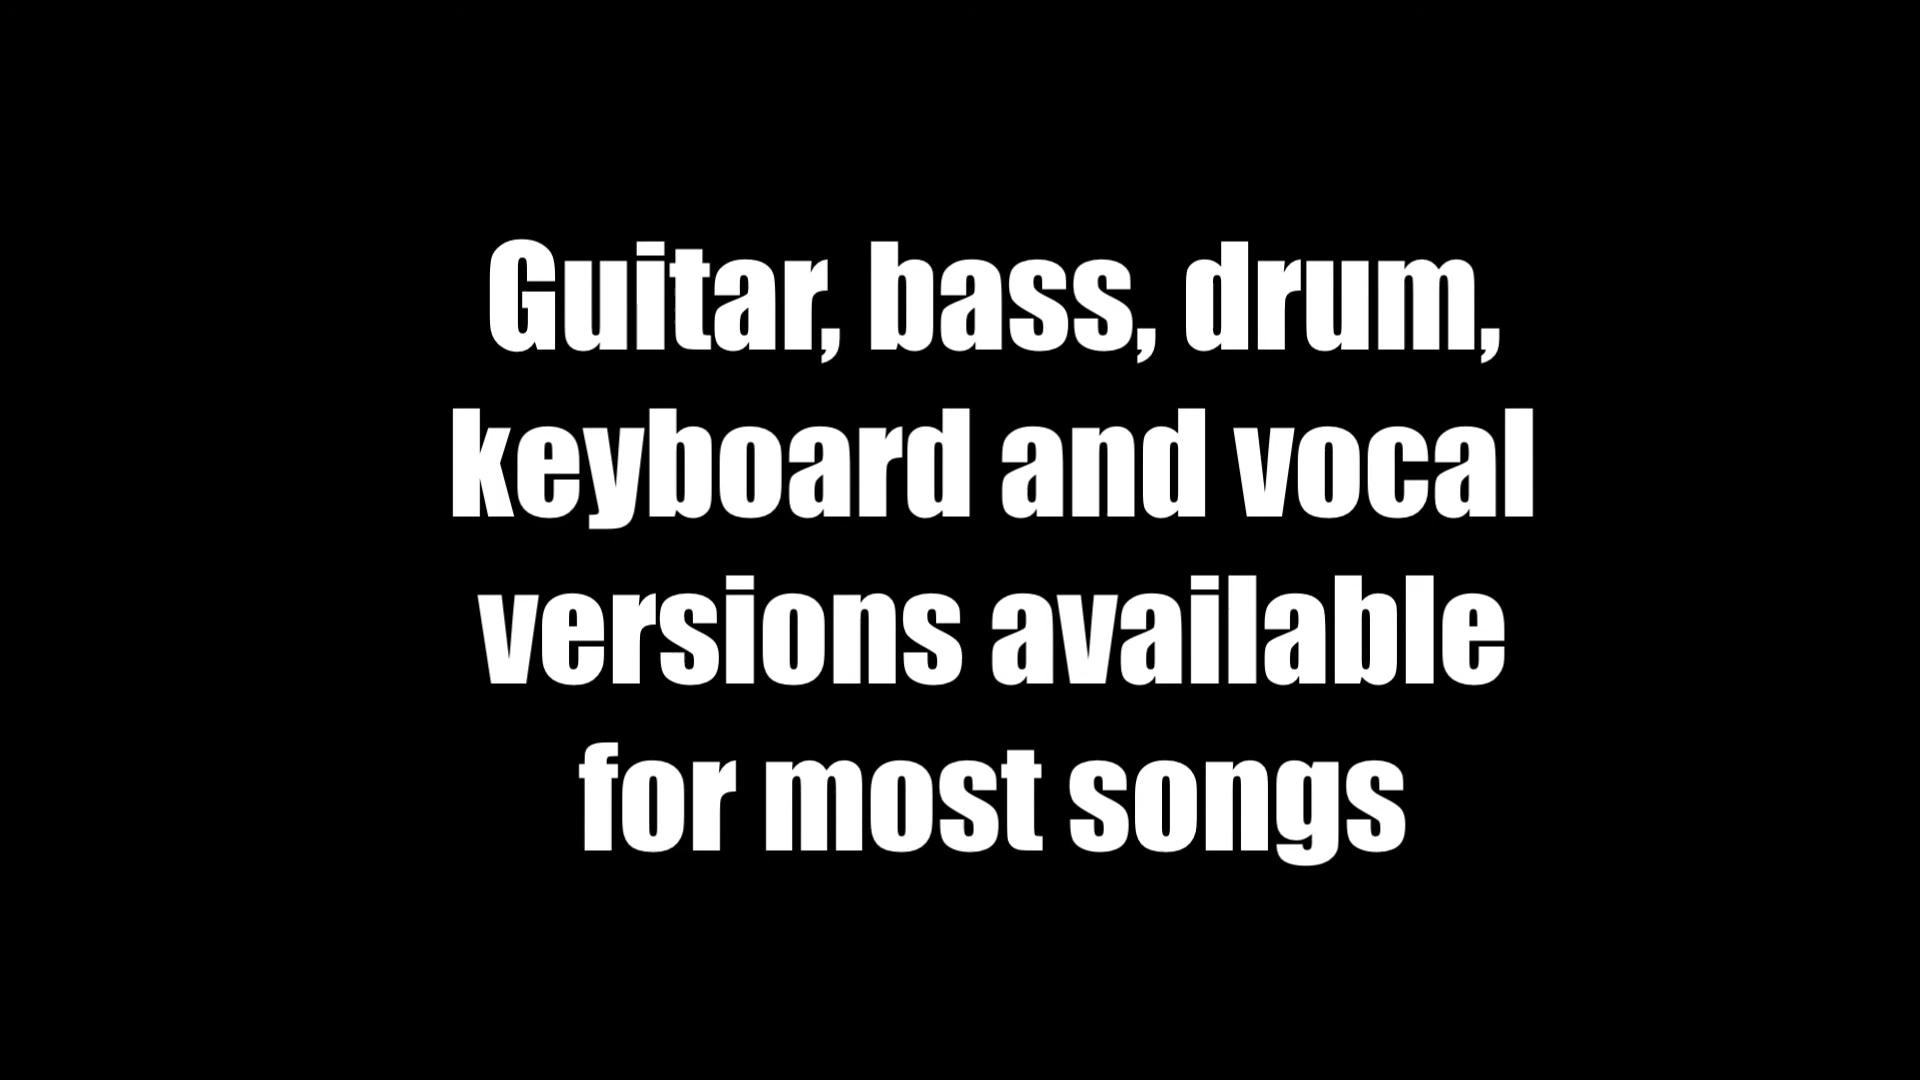 Guitar, bass, drum,
keyboard and vocal
versions available
for most songs